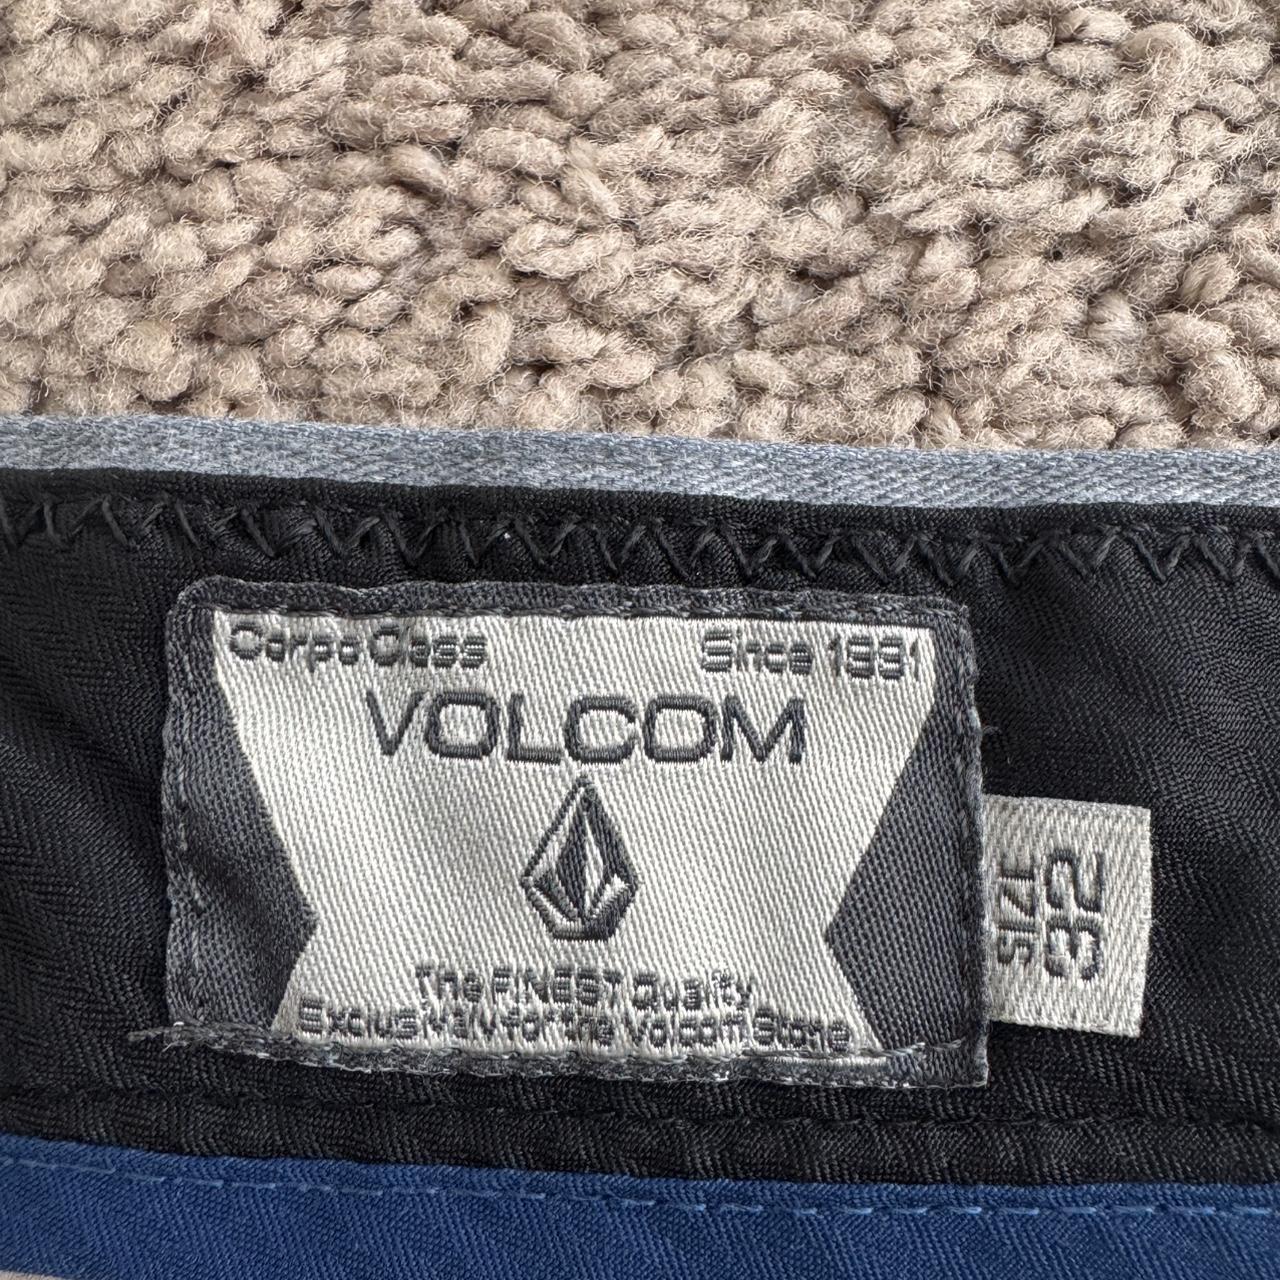 Corpo Class Since 1991
VOLCOM
The FINEST Quality
Exclusively for the Volcom Stone
SIZE
32